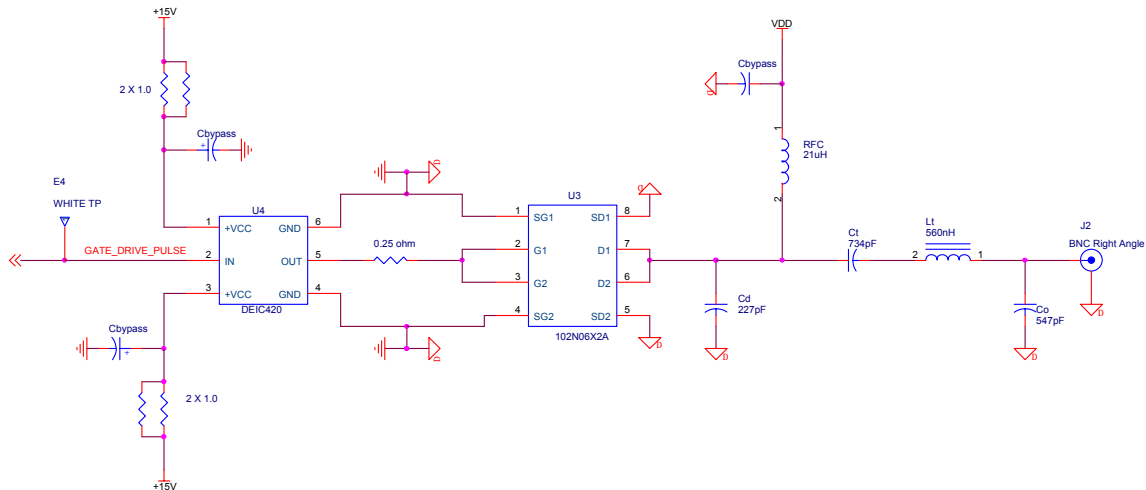 +15V
2 X 1.0
Cbypass
E4
WHITE TP
GATE_DRIVE_PULSE
U4
1 +VCC GND 6
2 IN OUT 5
3 +VCC GND 4
DEIC420
Cbypass
2 X 1.0
+15V
D
0.25 ohm
D
U3
1 SG1 SD1 8
2 G1 D1 7
3 G2 D2 6
4 SG2 SD2 5
102N06X2A
D
D
VDD
Cbypass
D
1
RFC
21uH
2
Cd
227pF
D
Ct
734pF
Lt
560nH
2 1
Co
547pF
D
J2
BNC Right Angle
D